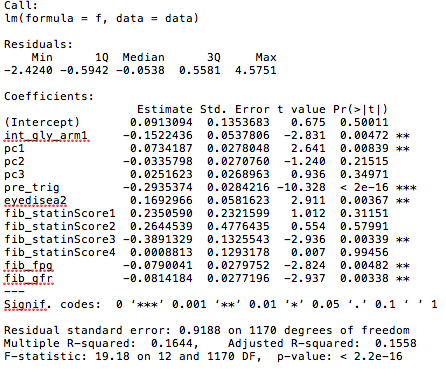 Call:
lm(formula = f, data = data)
Residuals:
Min 1Q Median 3Q Max
-2.4240 -0.5942 -0.0538 0.5581 4.5751
Coefficients:
Estimate Std. Error t value Pr(>|t|)
(Intercept) 0.0913094 0.1353683 0.675 0.50011
int_gly_arm1 -0.1522436 0.0537806 -2.831 0.00472 **
pc1 0.0734187 0.0278048 2.641 0.00839 **
pc2 -0.0335798 0.0270760 -1.240 0.21515
pc3 0.0251623 0.0268963 0.936 0.34971
pre_trig -0.2935374 0.0284216 -10.328 < 2e-16 ***
eyedisea2 0.1692966 0.0581623 2.911 0.00367 **
fib_statinScore1 0.2350590 0.2321599 1.012 0.31151
fib_statinScore2 0.2644539 0.4776435 0.554 0.57991
fib_statinScore3 -0.3891329 0.1325543 -2.936 0.00339 **
fib_statinScore4 0.0008813 0.1293178 0.007 0.99456
fib_fpg -0.0790041 0.0279752 -2.824 0.00482 **
fib_gfr -0.0814184 0.0277196 -2.937 0.00338 **
---
Signif. codes: 0 ‘***’ 0.001 ‘**’ 0.01 ‘*’ 0.05 ‘.’ 0.1 ‘ ’ 1
Residual standard error: 0.9188 on 1170 degrees of freedom
Multiple R-squared: 0.1644, Adjusted R-squared: 0.1558
F-statistic: 19.18 on 12 and 1170 DF, p-value: < 2.2e-16